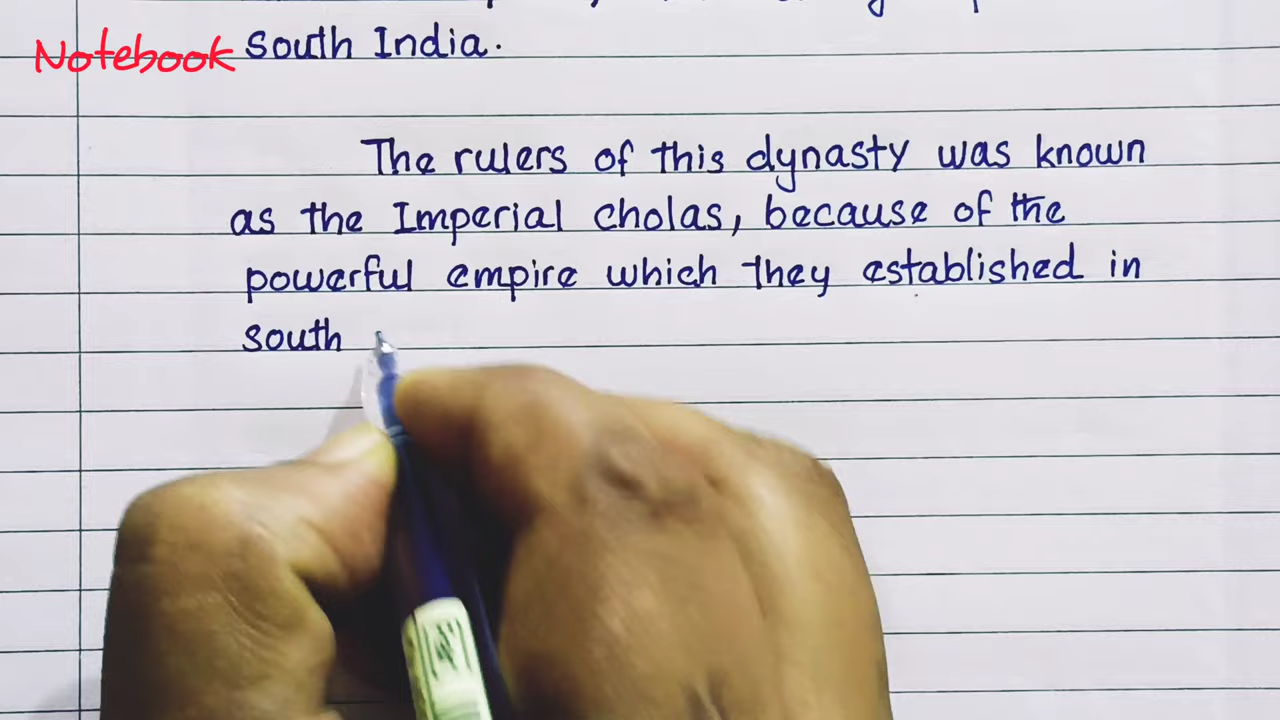 Notebook South India.
The rulers of this dynasty was known
as the Imperial cholas, because of the
powerful empire which they established in
south